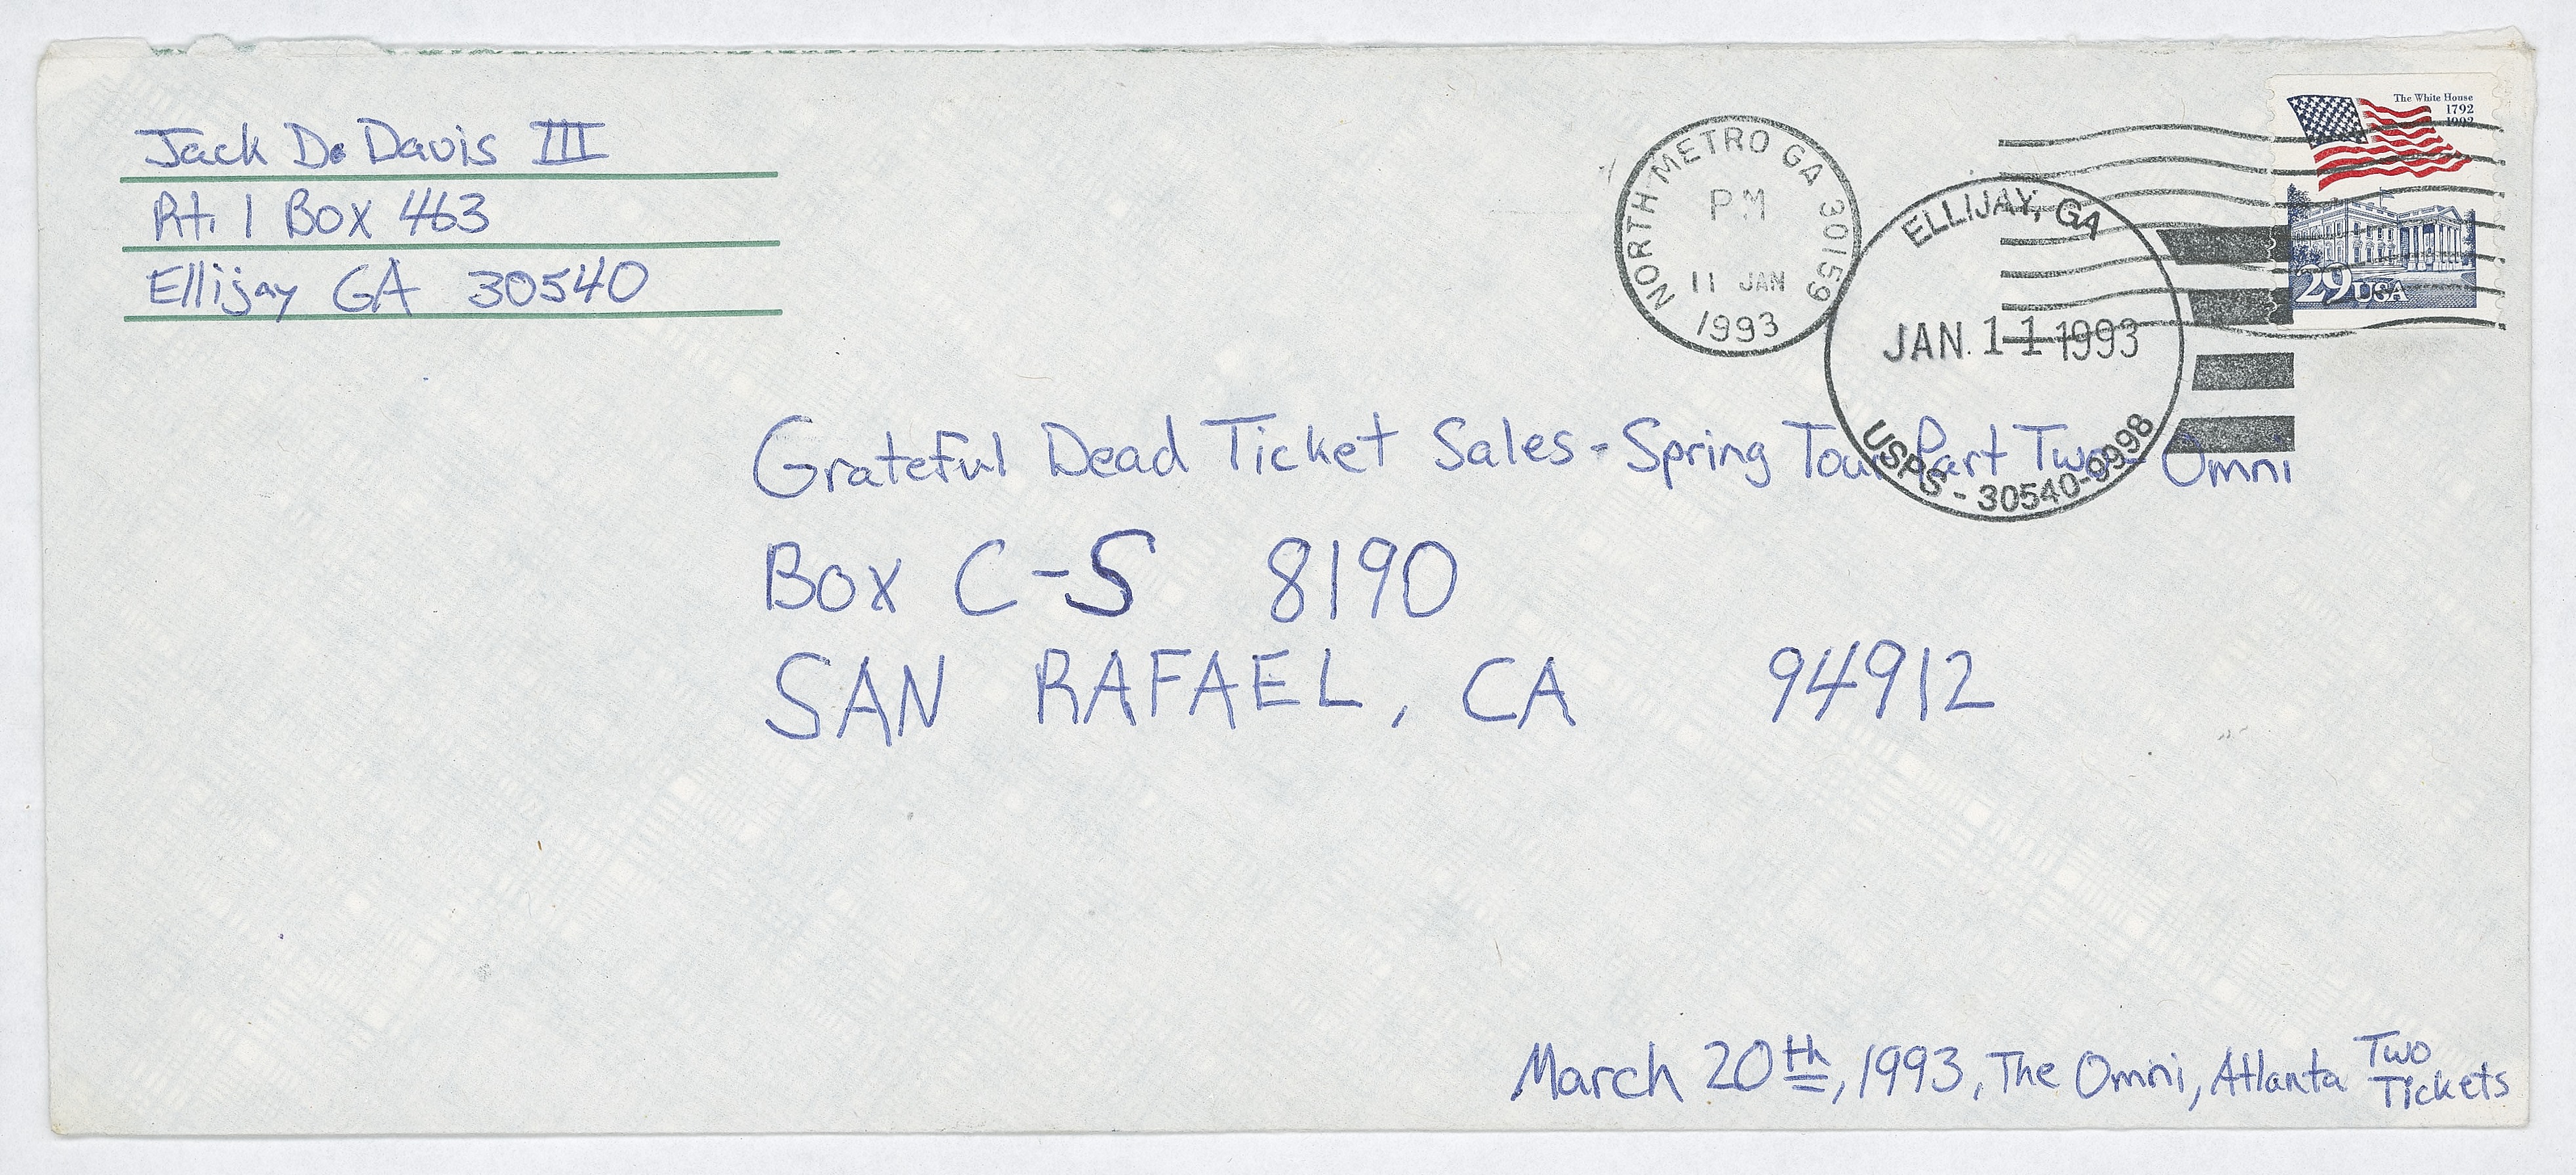 Jack D. Davis III
Rt. 1 Box 463
Ellijay GA 30540
NORTH METRO GA 30159
PM
11 JAN
1993
ELLIJAY, GA
JAN 11 1993
USPS - 30540-9998
The White House
1792
1992
29 USA
Grateful Dead Ticket Sales - Spring Tour Part Two - Omni
Box C-S 8190
SAN RAFAEL, CA 94912
March 20th, 1993, The Omni, Atlanta Two Tickets